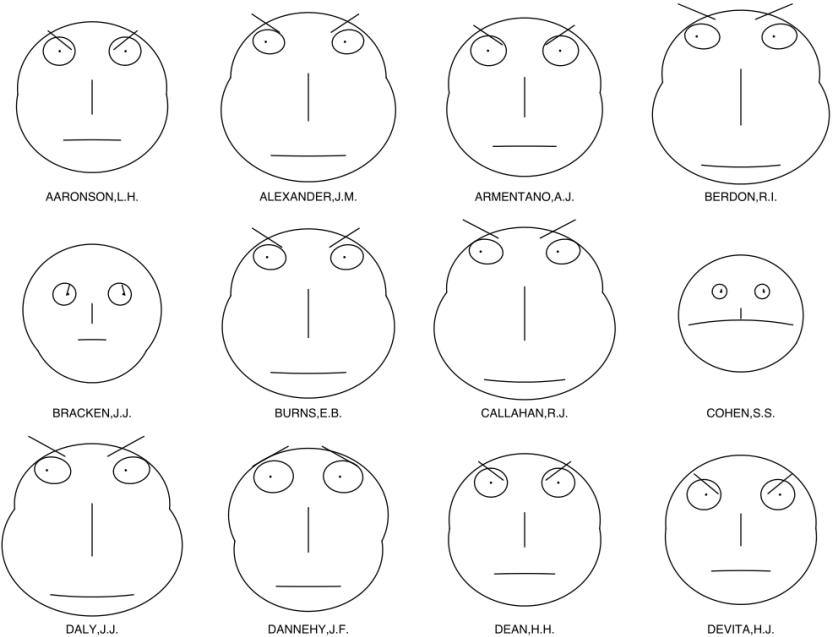 AARONSON,L.H.
ALEXANDER,J.M.
ARMENTANO,A.J.
BERDON,R.I.
BRACKEN,J.J.
BURNS,E.B.
CALLAHAN,R.J.
COHEN,S.S.
DALY,J.J.
DANNEHY,J.F.
DEAN,H.H.
DEVITA,H.J.